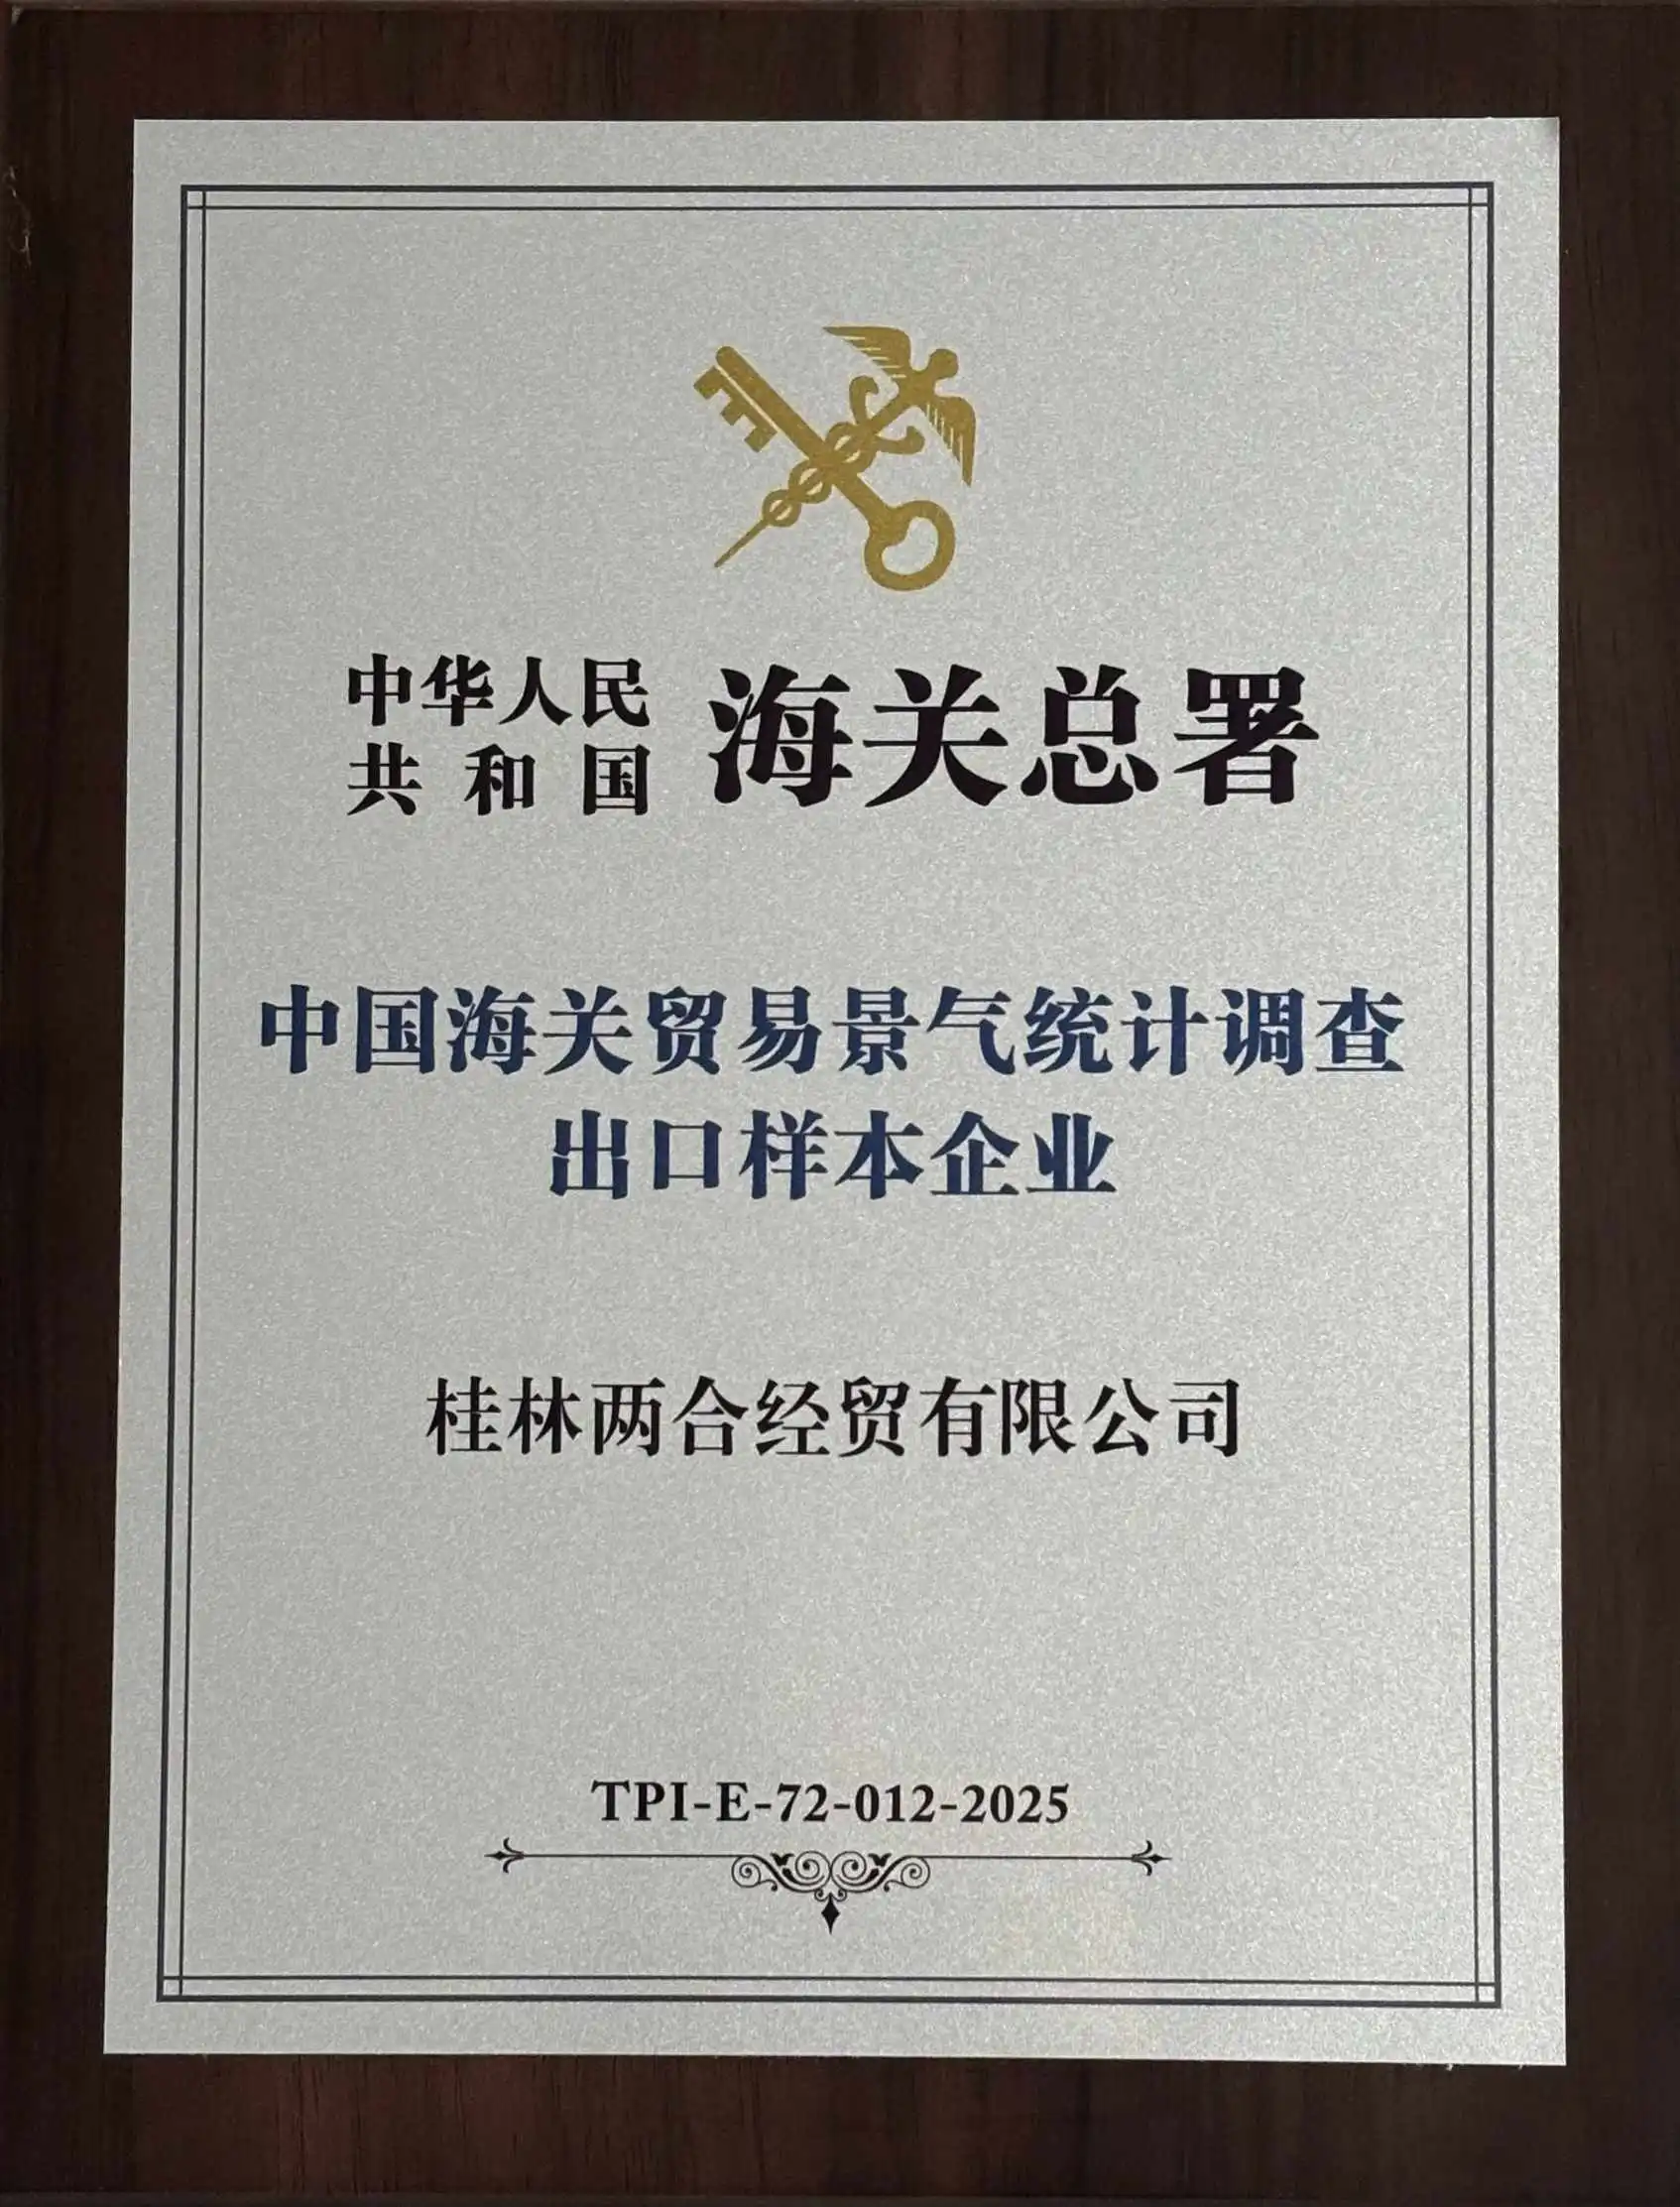 中华人民共和国 海关总署
中国海关贸易景气统计调查
出口样本企业
桂林两合经贸有限公司
TPI-E-72-012-2025